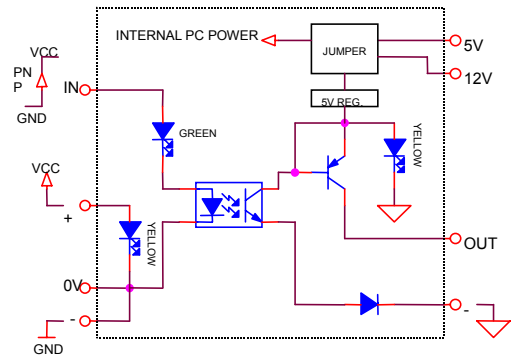 INTERNAL PC POWER
JUMPER
5V
12V
VCC
PN
P
IN
GND
5V REG.
GREEN
YELLOW
VCC
+
YELLOW
0V
-
GND
OUT
-